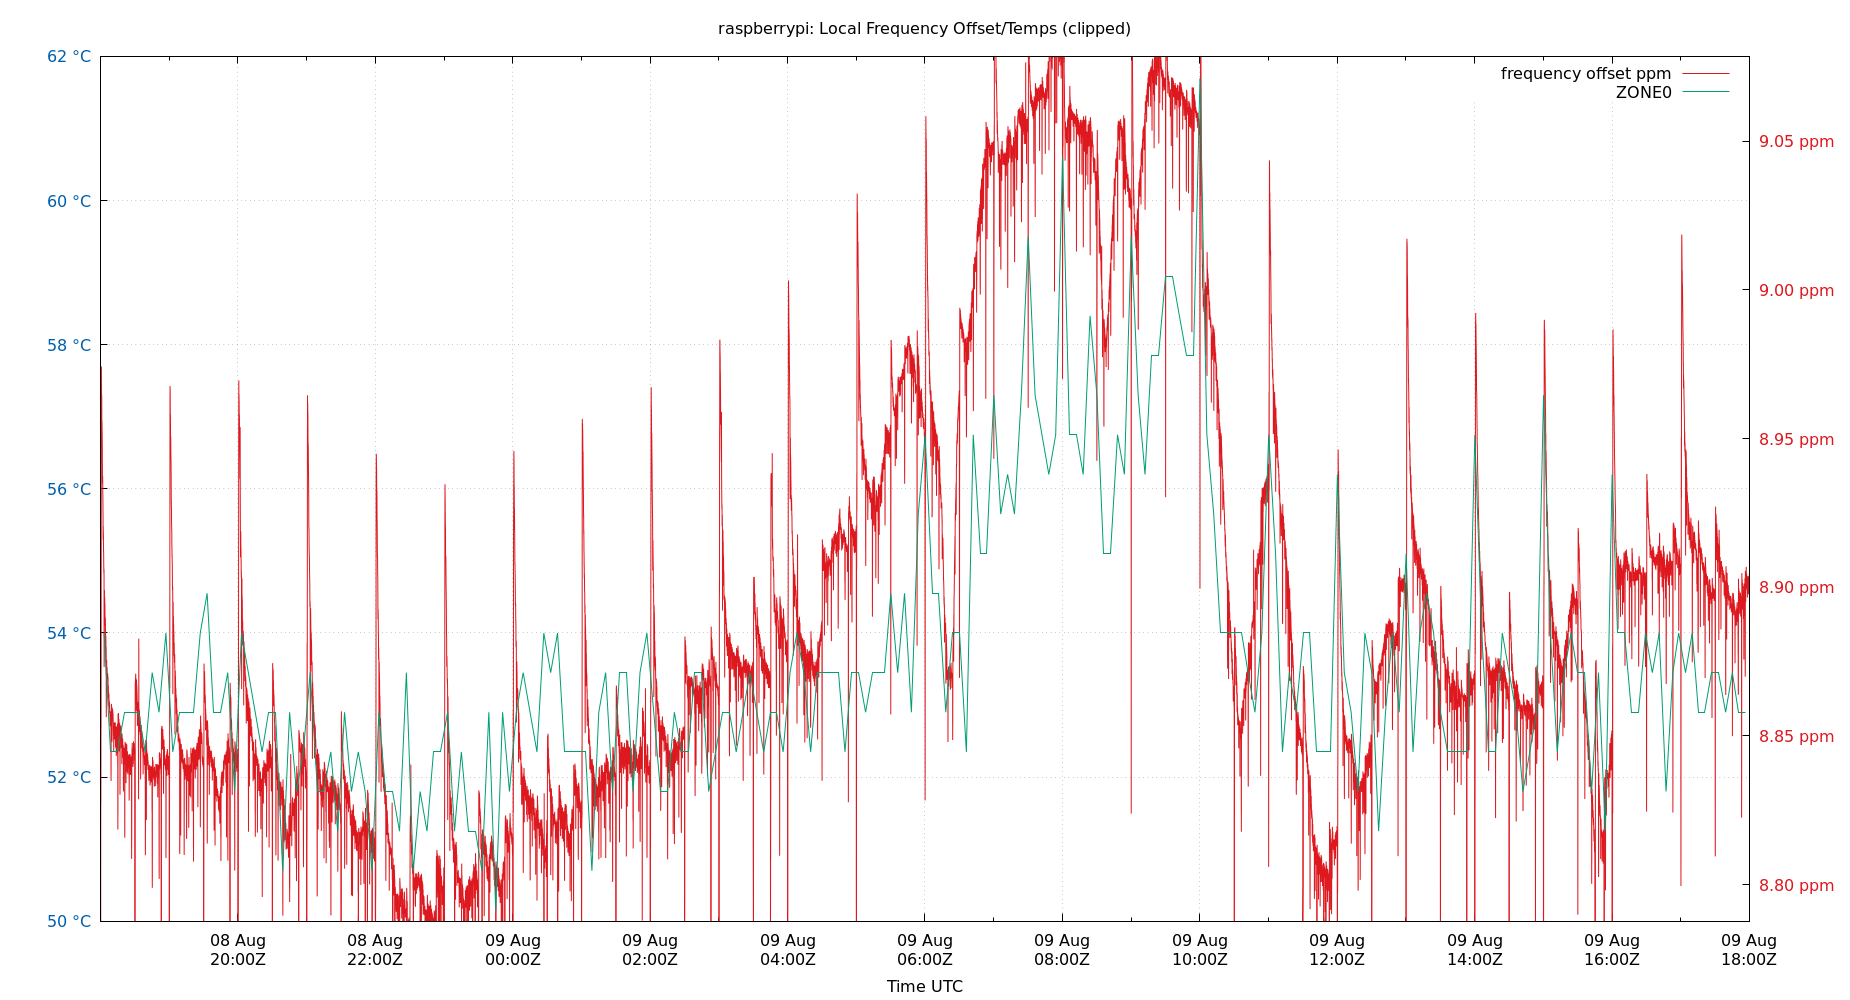 raspberrypi: Local Frequency Offset/Temps (clipped)
frequency offset ppm
ZONE0
62 °C
60 °C
58 °C
56 °C
54 °C
52 °C
50 °C
9.05 ppm
9.00 ppm
8.95 ppm
8.90 ppm
8.85 ppm
8.80 ppm
08 Aug
20:00Z
08 Aug
22:00Z
09 Aug
00:00Z
09 Aug
02:00Z
09 Aug
04:00Z
09 Aug
06:00Z
09 Aug
08:00Z
09 Aug
10:00Z
09 Aug
12:00Z
09 Aug
14:00Z
09 Aug
16:00Z
09 Aug
18:00Z
Time UTC